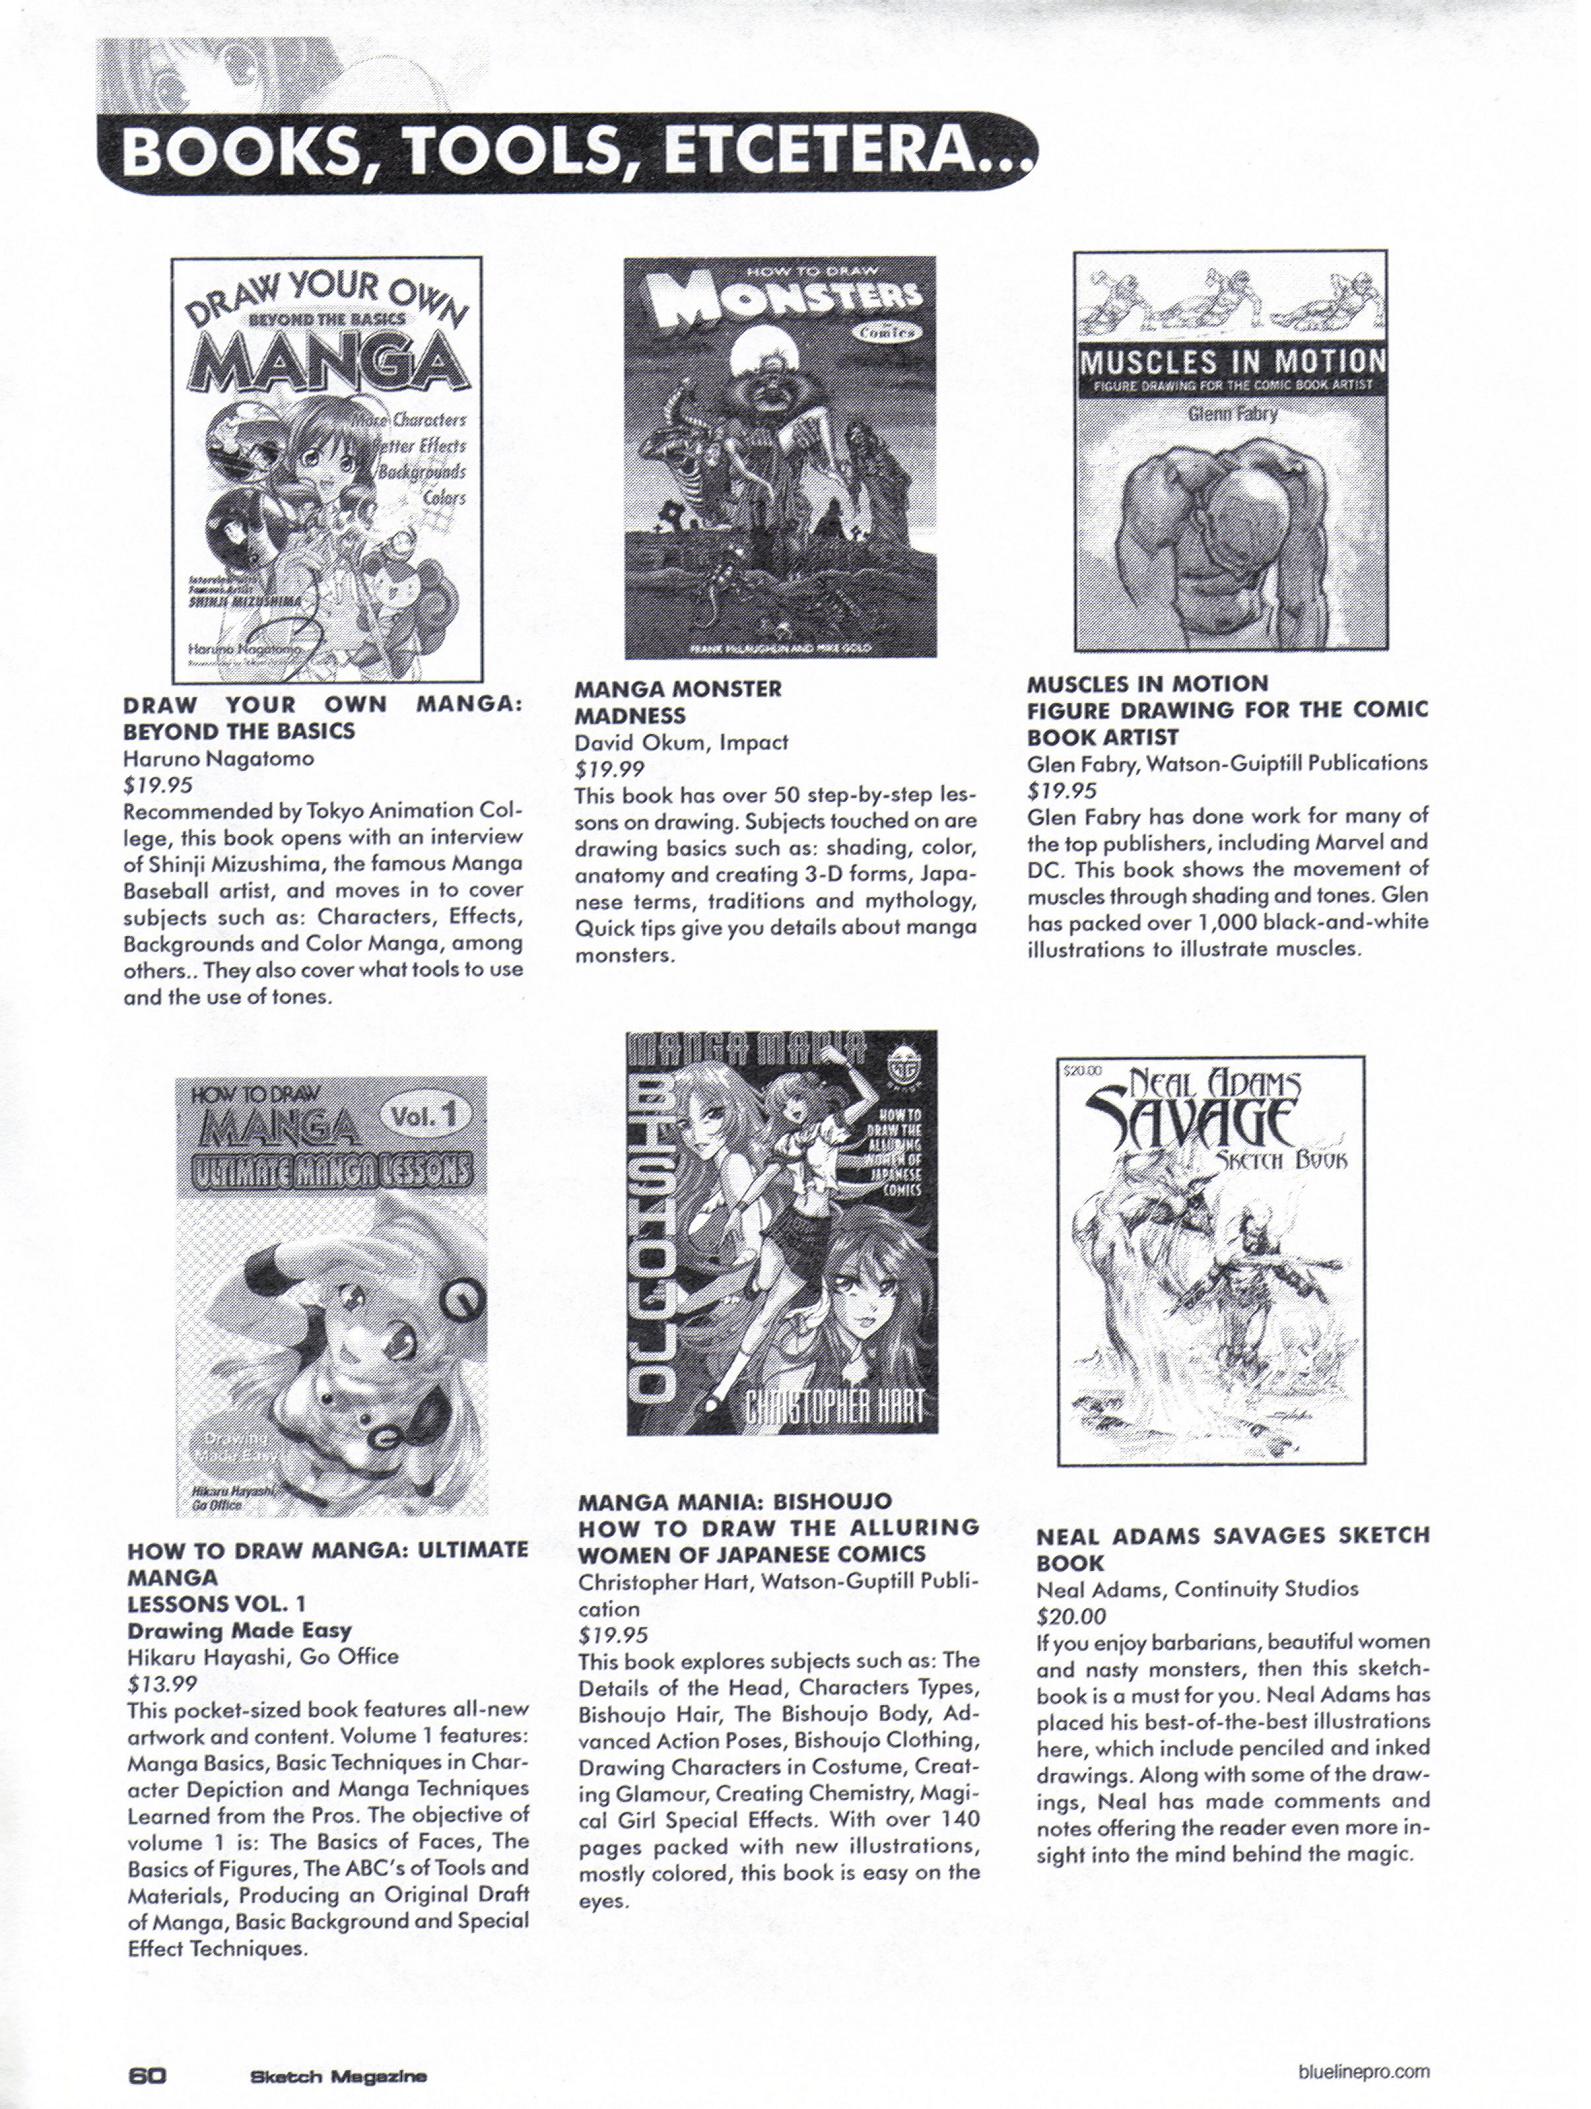 BOOKS, TOOLS, ETCETERA...
DRAW YOUR OWN
BEYOND THE BASICS
MANGA
More Characters
Better Effects
Backgrounds
Colors
Interview with
Famous Artist
SHINJI MIZUSHIMA
Haruno Nagatomo
DRAW YOUR OWN MANGA:
BEYOND THE BASICS
Haruno Nagatomo
$19.95
Recommended by Tokyo Animation Col-
lege, this book opens with an interview
of Shinji Mizushima, the famous Manga
Baseball artist, and moves in to cover
subjects such as: Characters, Effects,
Backgrounds and Color Manga, among
others.. They also cover what tools to use
and the use of tones.
HOW TO DRAW
MONSTERS
for
Comics
FRANK MCLAUGHLIN AND MIKE GOLD
MANGA MONSTER
MADNESS
David Okum, Impact
$19.99
This book has over 50 step-by-step les-
sons on drawing. Subjects touched on are
drawing basics such as: shading, color,
anatomy and creating 3-D forms, Japa-
nese terms, traditions and mythology,
Quick tips give you details about manga
monsters.
MUSCLES IN MOTION
FIGURE DRAWING FOR THE COMIC BOOK ARTIST
Glenn Fabry
MUSCLES IN MOTION
FIGURE DRAWING FOR THE COMIC
BOOK ARTIST
Glen Fabry, Watson-Guiptill Publications
$19.95
Glen Fabry has done work for many of
the top publishers, including Marvel and
DC. This book shows the movement of
muscles through shading and tones. Glen
has packed over 1,000 black-and-white
illustrations to illustrate muscles.
HOW TO DRAW
MANGA
Vol. 1
ULTIMATE MANGA LESSONS
Drawing
Made Easy
Hikaru Hayashi,
Go Office
HOW TO DRAW MANGA: ULTIMATE
MANGA
LESSONS VOL. 1
Drawing Made Easy
Hikaru Hayashi, Go Office
$13.99
This pocket-sized book features all-new
artwork and content. Volume 1 features:
Manga Basics, Basic Techniques in Char-
acter Depiction and Manga Techniques
Learned from the Pros. The objective of
volume 1 is: The Basics of Faces, The
Basics of Figures, The ABC's of Tools and
Materials, Producing an Original Draft
of Manga, Basic Background and Special
Effect Techniques.
MANGA MANIA
BISHOUJO
HOW TO
DRAW THE
ALLURING
WOMEN OF
JAPANESE
COMICS
CHRISTOPHER HART
MANGA MANIA: BISHOUJO
HOW TO DRAW THE ALLURING
WOMEN OF JAPANESE COMICS
Christopher Hart, Watson-Guptill Publi-
cation
$19.95
This book explores subjects such as: The
Details of the Head, Characters Types,
Bishoujo Hair, The Bishoujo Body, Ad-
vanced Action Poses, Bishoujo Clothing,
Drawing Characters in Costume, Creat-
ing Glamour, Creating Chemistry, Magi-
cal Girl Special Effects. With over 140
pages packed with new illustrations,
mostly colored, this book is easy on the
eyes.
$20.00
NEAL ADAMS
SAVAGE
SKETCH BOOK
NEAL ADAMS SAVAGES SKETCH
BOOK
Neal Adams, Continuity Studios
$20.00
If you enjoy barbarians, beautiful women
and nasty monsters, then this sketch-
book is a must for you. Neal Adams has
placed his best-of-the-best illustrations
here, which include penciled and inked
drawings. Along with some of the draw-
ings, Neal has made comments and
notes offering the reader even more in-
sight into the mind behind the magic.
60 Sketch Magazine
bluelinepro.com